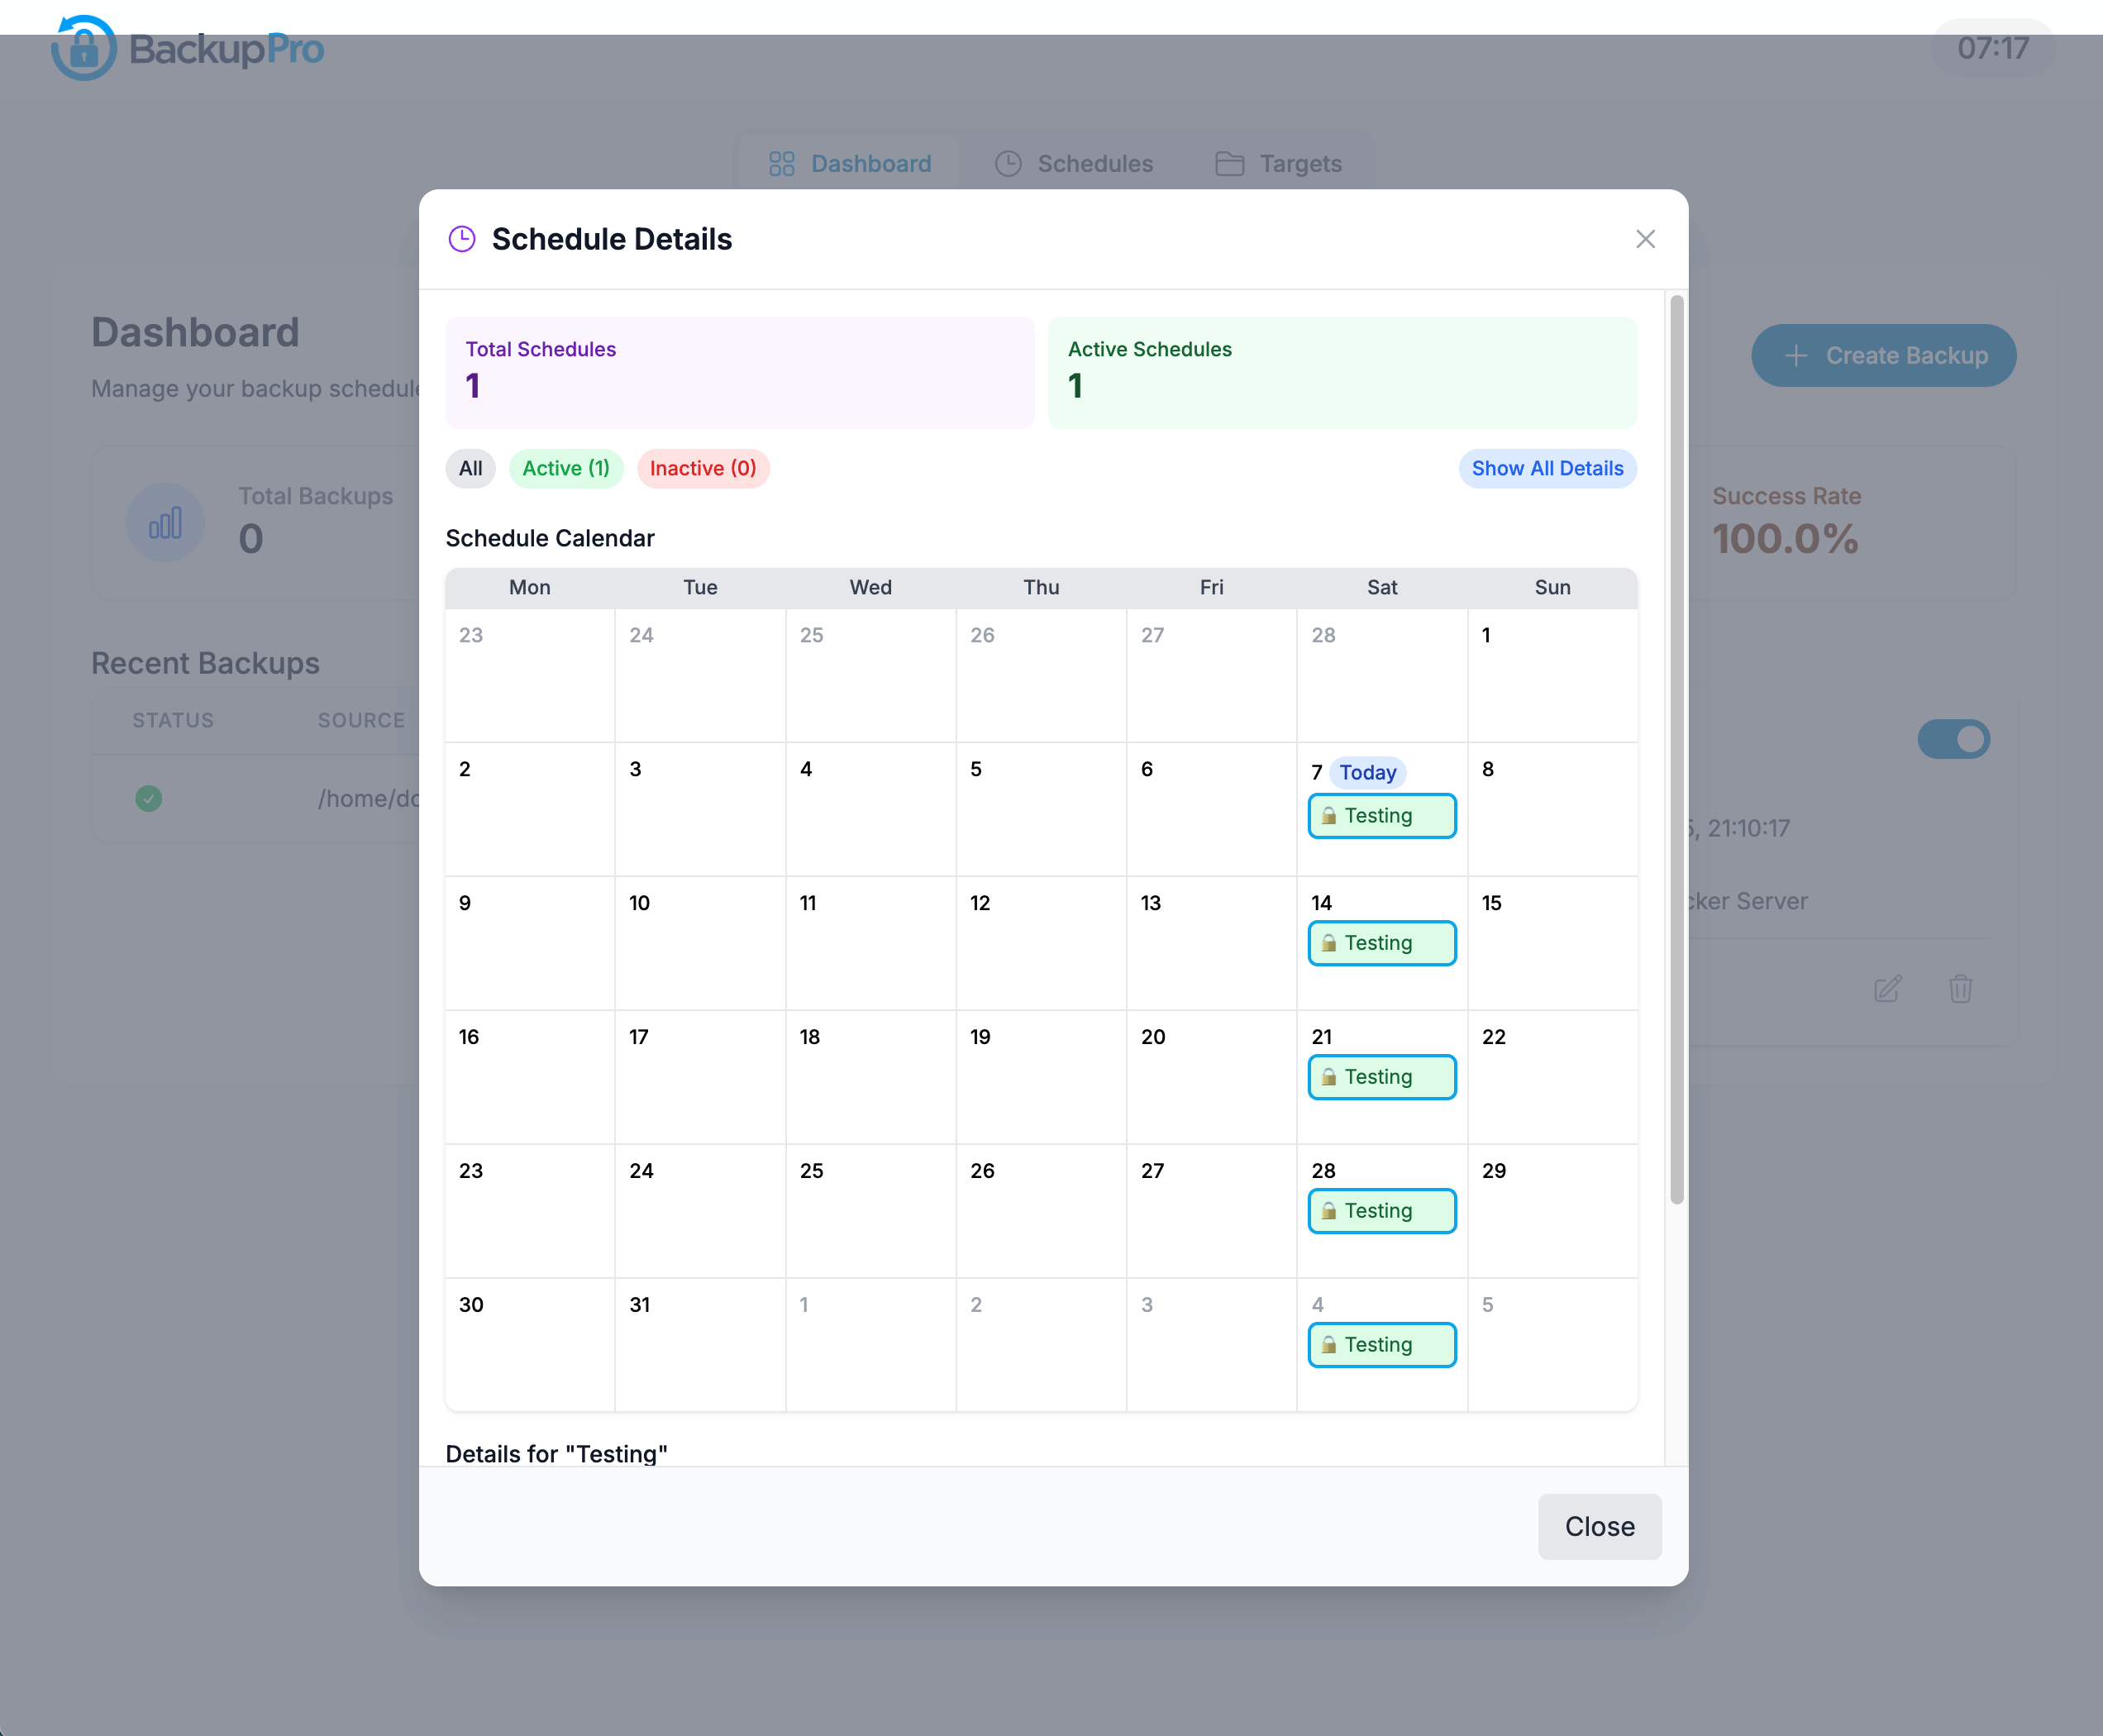 BackupPro
07:17
Dashboard
Schedules
Targets
Schedule Details
Dashboard
Manage your backup schedule
Create Backup
Total Schedules
1
Active Schedules
1
All
Active (1)
Inactive (0)
Show All Details
Total Backups
0
Success Rate
100.0%
Schedule Calendar
Mon Tue Wed Thu Fri Sat Sun
23 24 25 26 27 28 1
2 3 4 5 6 7 Today 8
Testing
9 10 11 12 13 14 15
Testing
16 17 18 19 20 21 22
Testing
23 24 25 26 27 28 29
Testing
30 31 1 2 3 4 5
Testing
Recent Backups
STATUS SOURCE
/home/do
21:10:17
cker Server
Details for "Testing"
Close